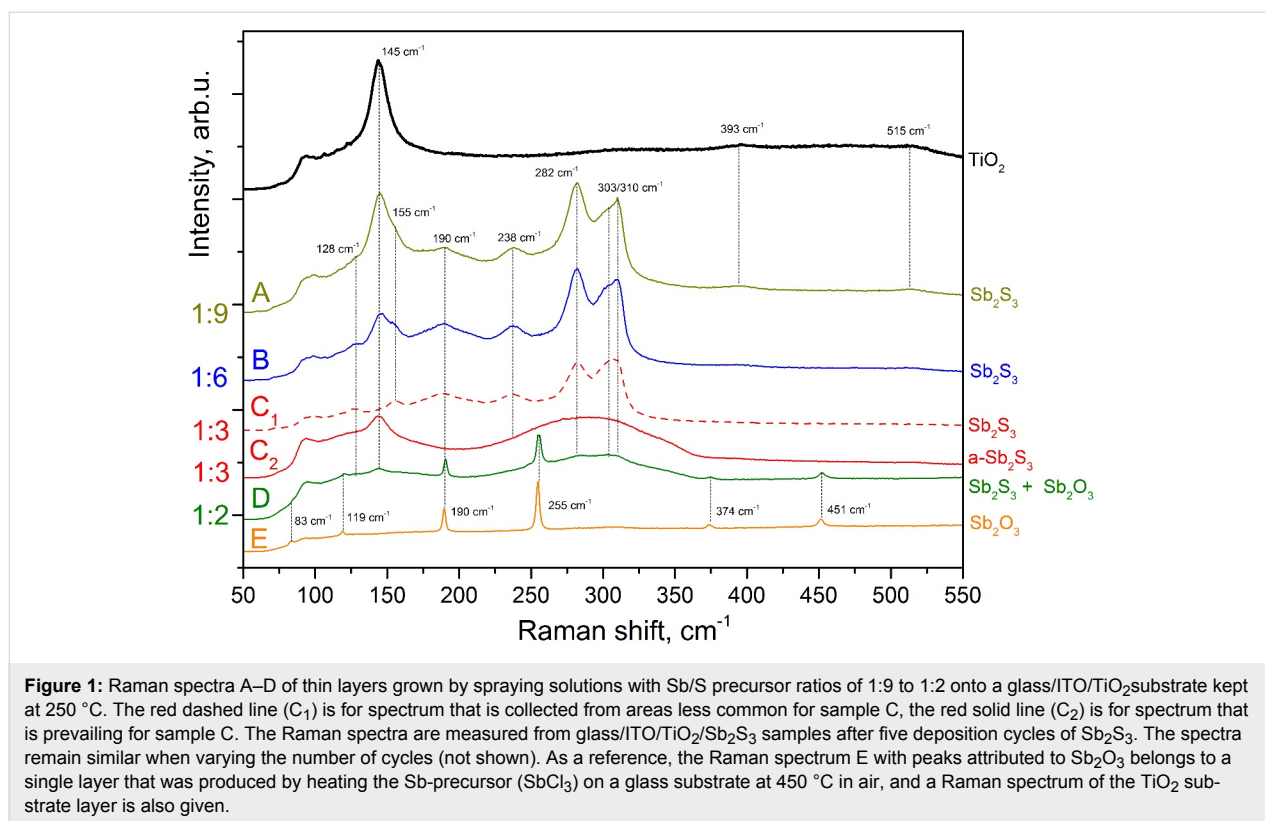 145 cm⁻¹
393 cm⁻¹
515 cm⁻¹
TiO₂
Intensity, arb.u.
282 cm⁻¹
303/310 cm⁻¹
155 cm⁻¹
128 cm⁻¹
190 cm⁻¹
238 cm⁻¹
A
1:9
Sb₂S₃
B
1:6
Sb₂S₃
C₁
1:3
Sb₂S₃
C₂
1:3
a-Sb₂S₃
D
1:2
Sb₂S₃ + Sb₂O₃
83 cm⁻¹
119 cm⁻¹
190 cm⁻¹
255 cm⁻¹
374 cm⁻¹
451 cm⁻¹
E
Sb₂O₃
50 100 150 200 250 300 350 400 450 500 550
Raman shift, cm⁻¹
Figure 1: Raman spectra A–D of thin layers grown by spraying solutions with Sb/S precursor ratios of 1:9 to 1:2 onto a glass/ITO/TiO₂substrate kept
at 250 °C. The red dashed line (C₁) is for spectrum that is collected from areas less common for sample C, the red solid line (C₂) is for spectrum that
is prevailing for sample C. The Raman spectra are measured from glass/ITO/TiO₂/Sb₂S₃ samples after five deposition cycles of Sb₂S₃. The spectra
remain similar when varying the number of cycles (not shown). As a reference, the Raman spectrum E with peaks attributed to Sb₂O₃ belongs to a
single layer that was produced by heating the Sb-precursor (SbCl₃) on a glass substrate at 450 °C in air, and a Raman spectrum of the TiO₂ sub-
strate layer is also given.